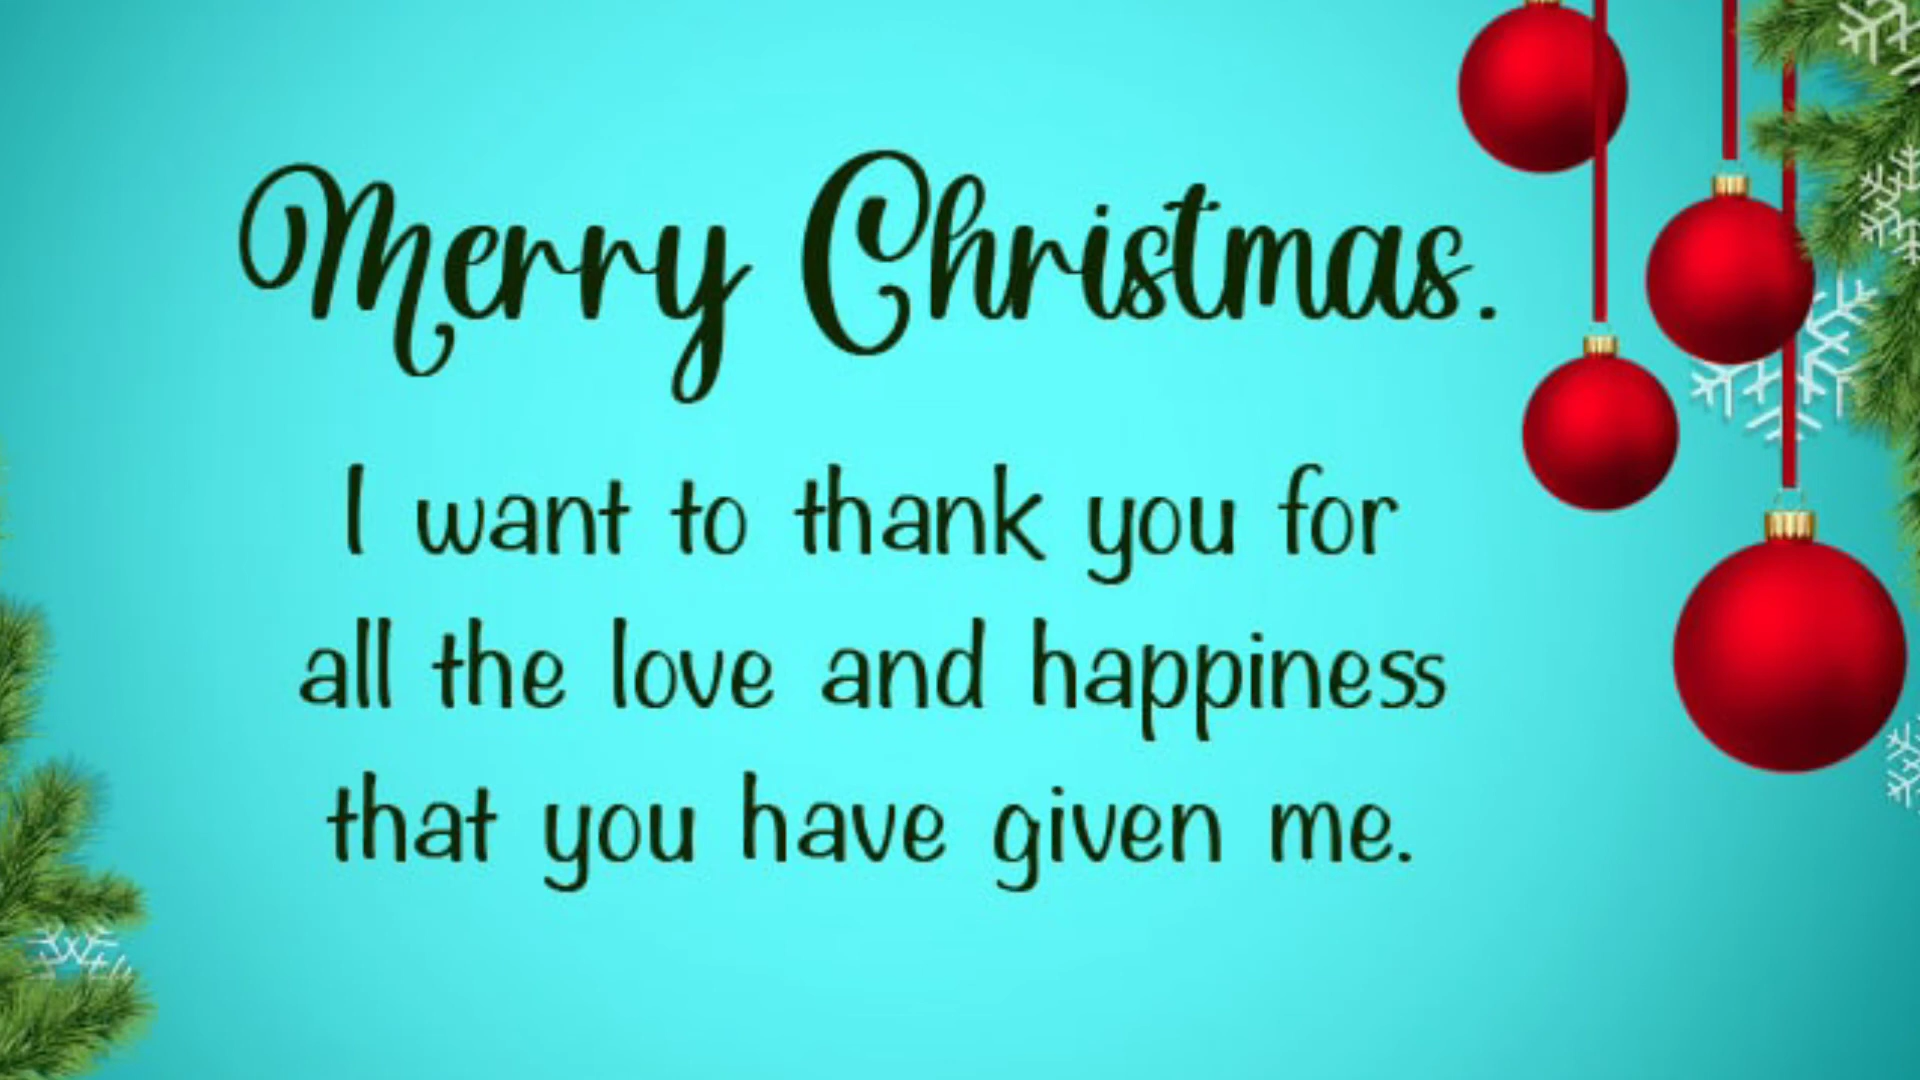 Merry Christmas.
I want to thank you for
all the love and happiness
that you have given me.